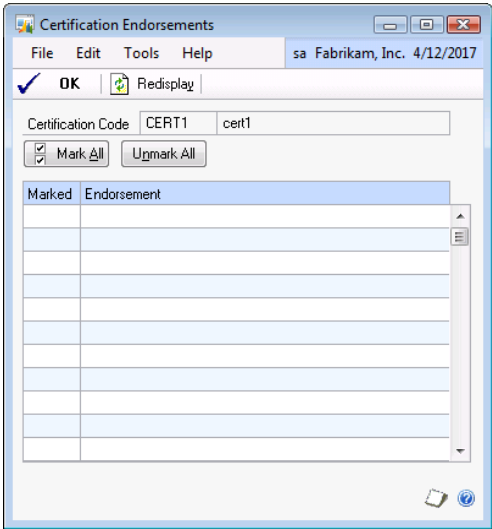 Certification Endorsements
File Edit Tools Help sa Fabrikam, Inc. 4/12/2017
OK Redisplay
Certification Code CERT1 cert1
Mark All Unmark All
Marked Endorsement